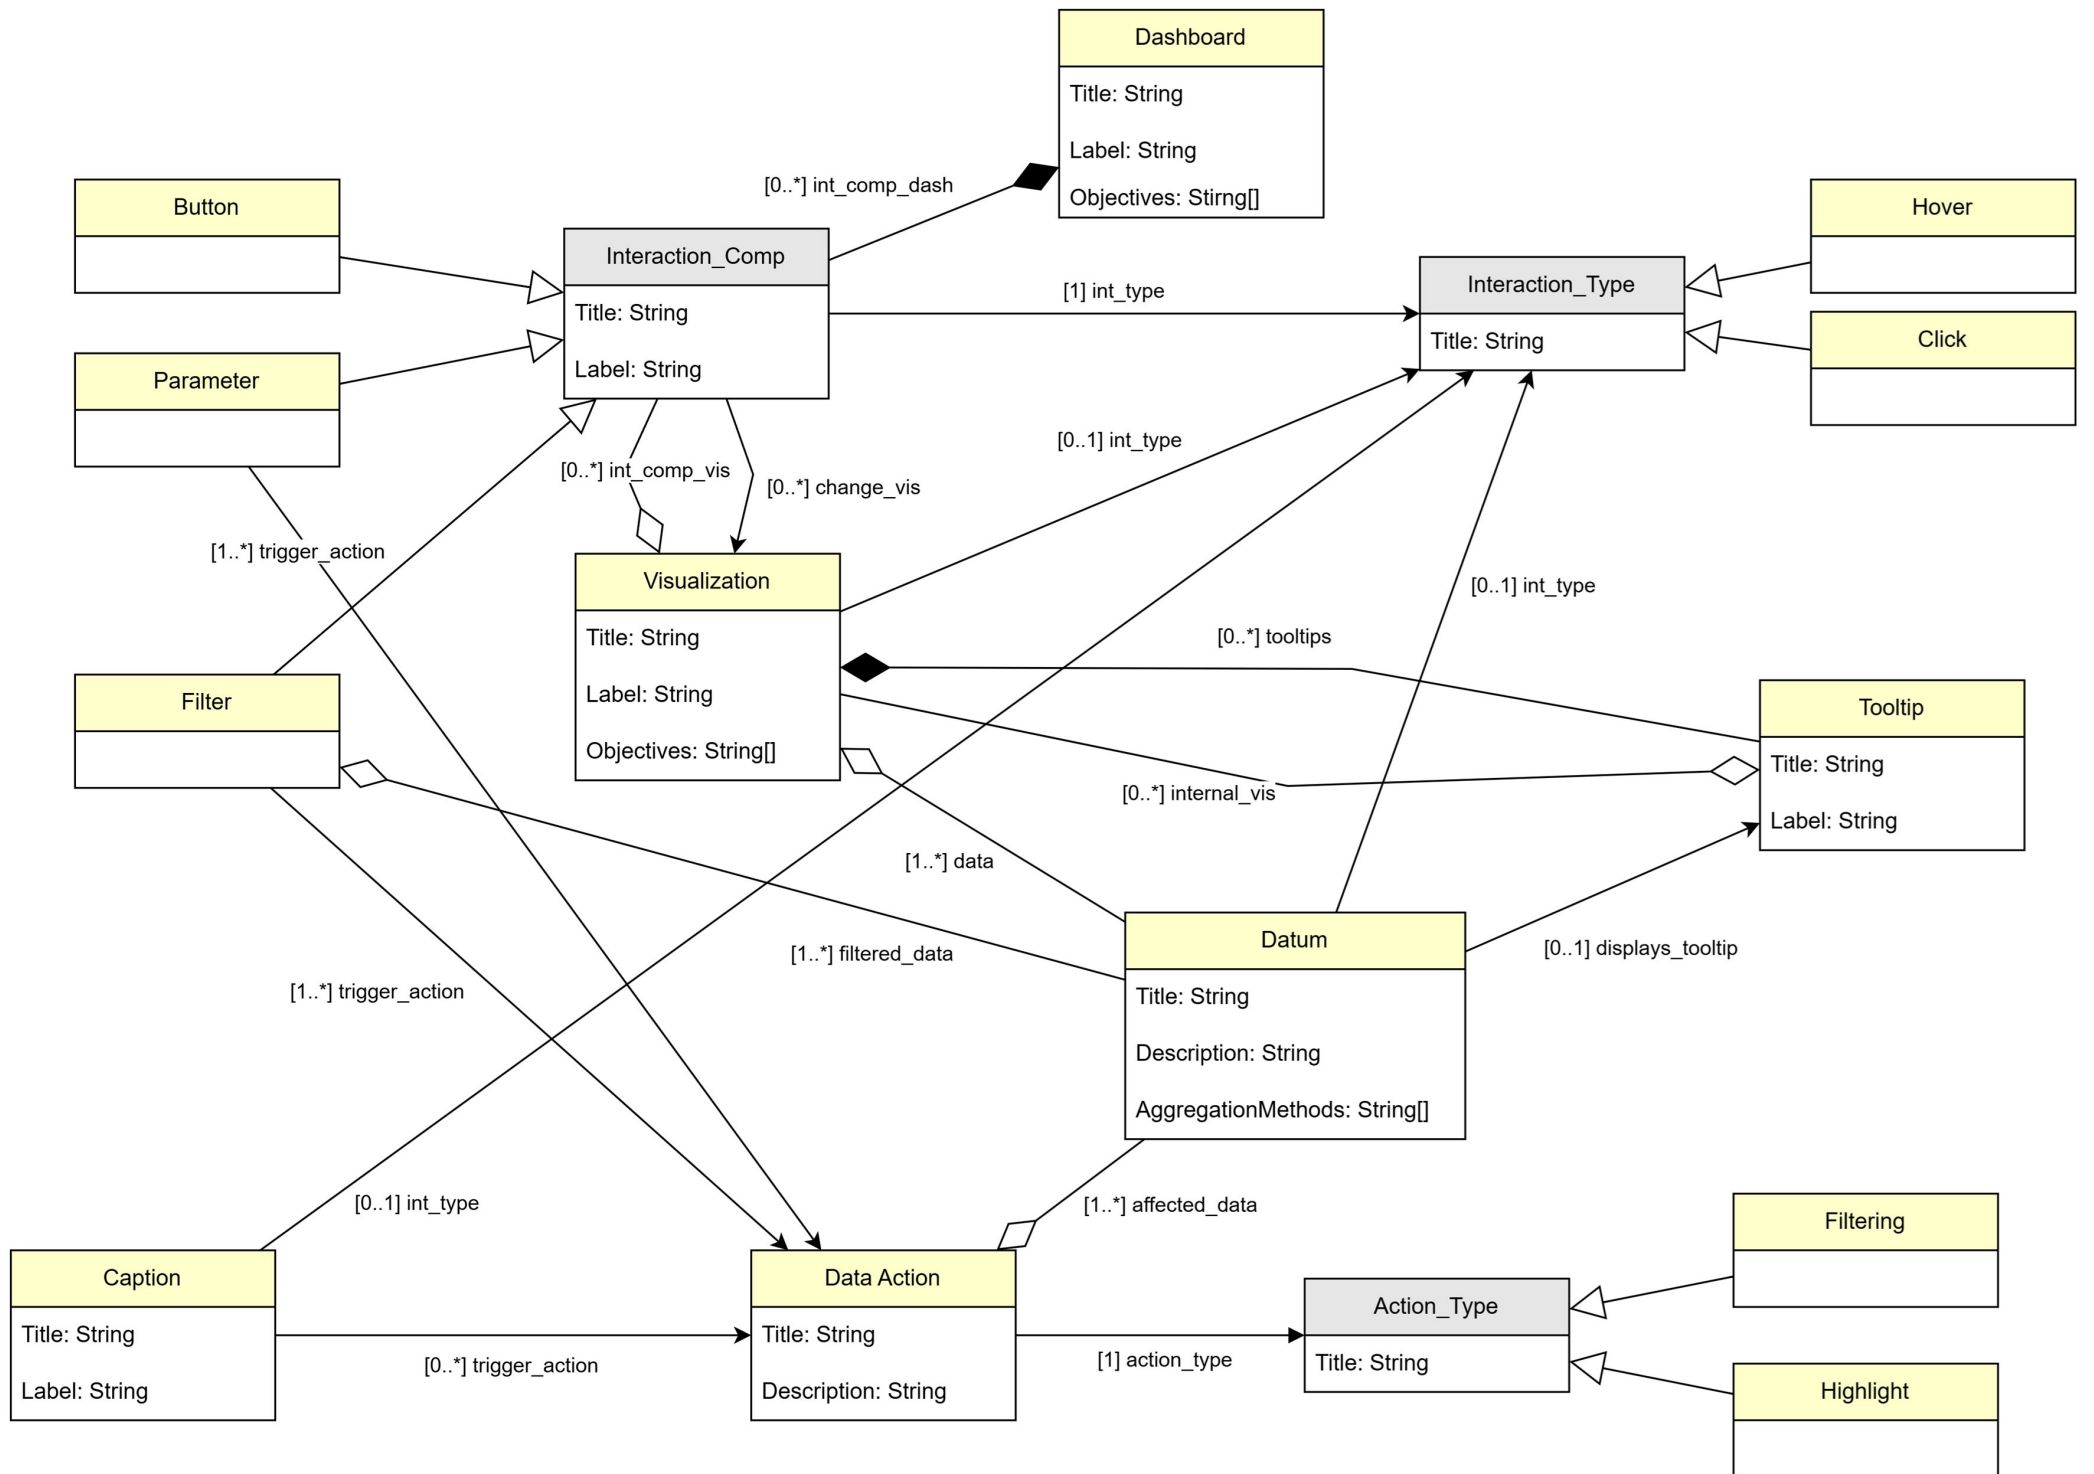 Dashboard
Title: String
Label: String
Objectives: Stirng[]
[0..*] int_comp_dash
Button
Interaction_Comp
Title: String
Label: String
[1] int_type
Interaction_Type
Title: String
Hover
Click
Parameter
[0..*] int_comp_vis
[0..*] change_vis
[0..1] int_type
[1..*] trigger_action
Visualization
Title: String
Label: String
Objectives: String[]
[0..1] int_type
[0..*] tooltips
Filter
[0..*] internal_vis
Tooltip
Title: String
Label: String
[1..*] data
[1..*] filtered_data
[0..1] displays_tooltip
Datum
Title: String
Description: String
AggregationMethods: String[]
[1..*] trigger_action
[0..1] int_type
[1..*] affected_data
Caption
Title: String
Label: String
[0..*] trigger_action
Data Action
Title: String
Description: String
[1] action_type
Action_Type
Title: String
Filtering
Highlight